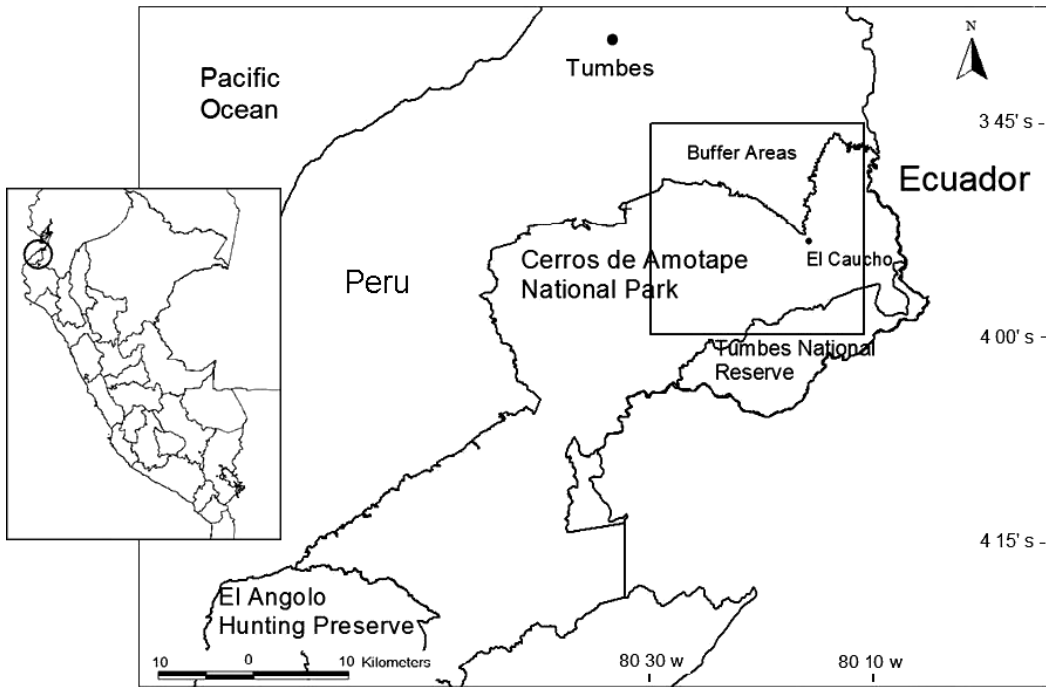 N
Tumbes
Pacific
Ocean
3 45' s
Buffer Areas
Ecuador
Cerros de Amotape
National Park
El Caucho
Peru
4 00' s
Tumbes National
Reserve
4 15' s
El Angolo
Hunting Preserve
10 0 10 Kilometers
80 30 w
80 10 w